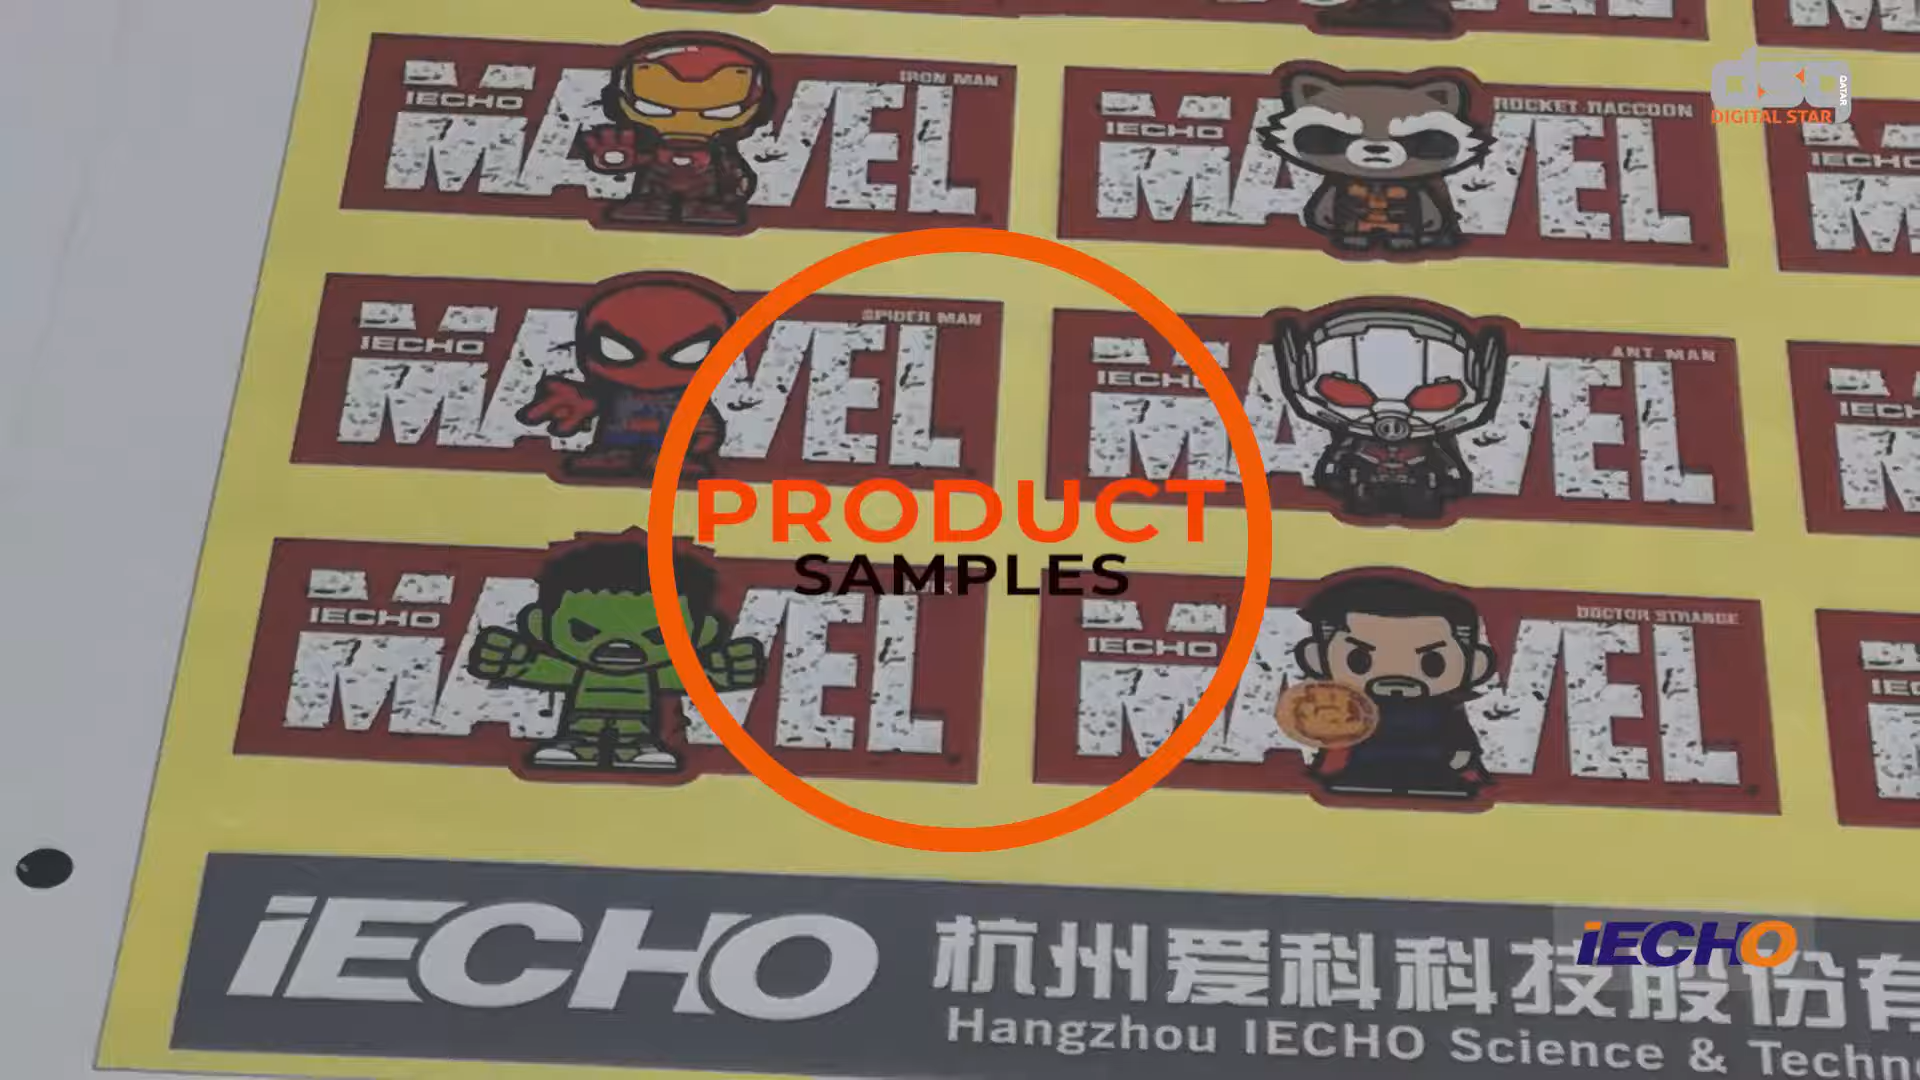 IRON MAN
IECHO
MARVEL
ROCKET RACCOON
IECHO
MARVEL
IECHO
dsq
QATAR
DIGITAL STAR
SPIDER MAN
IECHO
MARVEL
ANT MAN
IECHO
MARVEL
PRODUCT
SAMPLES
IECHO
MARVEL
DOCTOR STRANGE
IECHO
MARVEL
iECHO
iECHO
杭州爱科科技股份有
Hangzhou IECHO Science & Techn